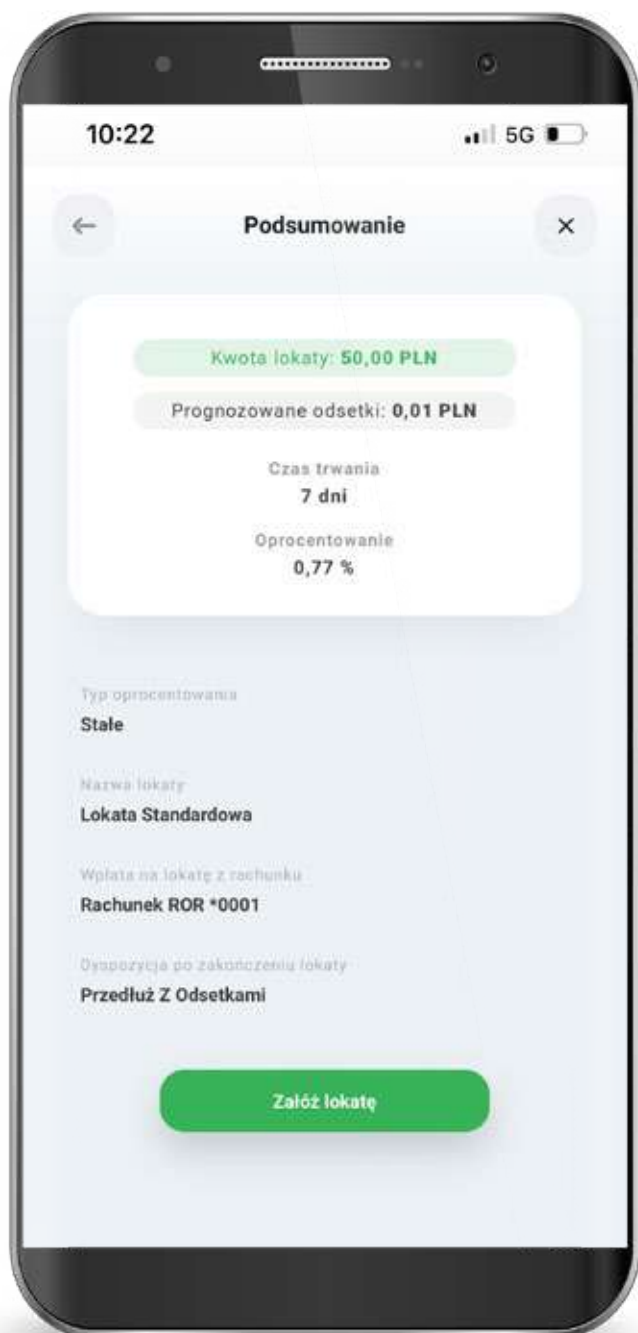 10:22
5G
Podsumowanie
Kwota lokaty: 50,00 PLN
Prognozowane odsetki: 0,01 PLN
Czas trwania
7 dni
Oprocentowanie
0,77 %
Typ oprocentowania
Stałe
Nazwa lokaty
Lokata Standardowa
Wpłata na lokatę z rachunku
Rachunek ROR *0001
Dyspozycja po zakończeniu lokaty
Przedłuż Z Odsetkami
Załóż lokatę